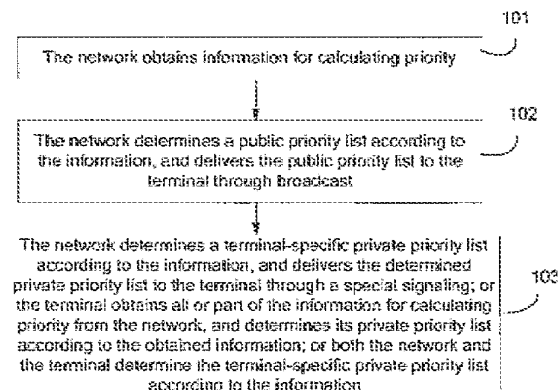 101
The network obtains information for calculating priority
102
The network determines a public priority list according to
the information, and delivers the public priority list to the
terminal through broadcast
The network determines a terminal-specific private priority list
according to the information, and delivers the determined
private priority list to the terminal through a special signaling; or
the terminal obtains all or part of the information for calculating
priority from the network, and determines its private priority list
according to the obtained information; or both the network and
the terminal determine the terminal-specific private priority list
according to the information
103